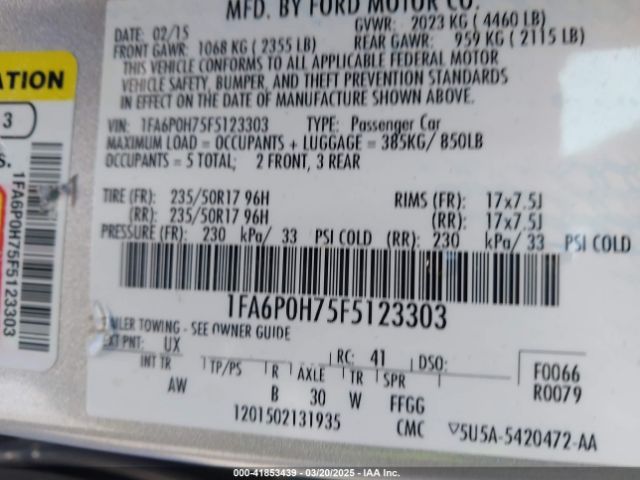 MFD. BY FORD MOTOR CO.
DATE: 02/15 GVWR: 2023 KG ( 4460 LB)
FRONT GAWR: 1068 KG ( 2355 LB) REAR GAWR: 959 KG ( 2115 LB)
THIS VEHICLE CONFORMS TO ALL APPLICABLE FEDERAL MOTOR
VEHICLE SAFETY, BUMPER, AND THEFT PREVENTION STANDARDS
IN EFFECT ON THE DATE OF MANUFACTURE SHOWN ABOVE.
VIN: 1FA6P0H75F5123303 TYPE: Passenger Car
MAXIMUM LOAD = OCCUPANTS + LUGGAGE = 385KG/ 850LB
OCCUPANTS = 5 TOTAL; 2 FRONT, 3 REAR
TIRE (FR): 235/50R17 96H RIMS (FR): 17x7.5J
(RR): 235/50R17 96H (RR): 17x7.5J
PRESSURE (FR): 230 kPa/ 33 PSI COLD (RR): 230 kPa/ 33 PSI COLD
1FA6P0H75F5123303
TRAILER TOWING - SEE OWNER GUIDE
EXT PNT: UX RC: 41 DSO: F0066
INT TR TP/PS R AXLE TR SPR R0079
AW B 30 W FFGG
1201502131935 CMC 5U5A-5420472-AA
3
1FA6P0H75F5123303
Stock No: 41853439 - 03/20/2025 - IAA Inc.